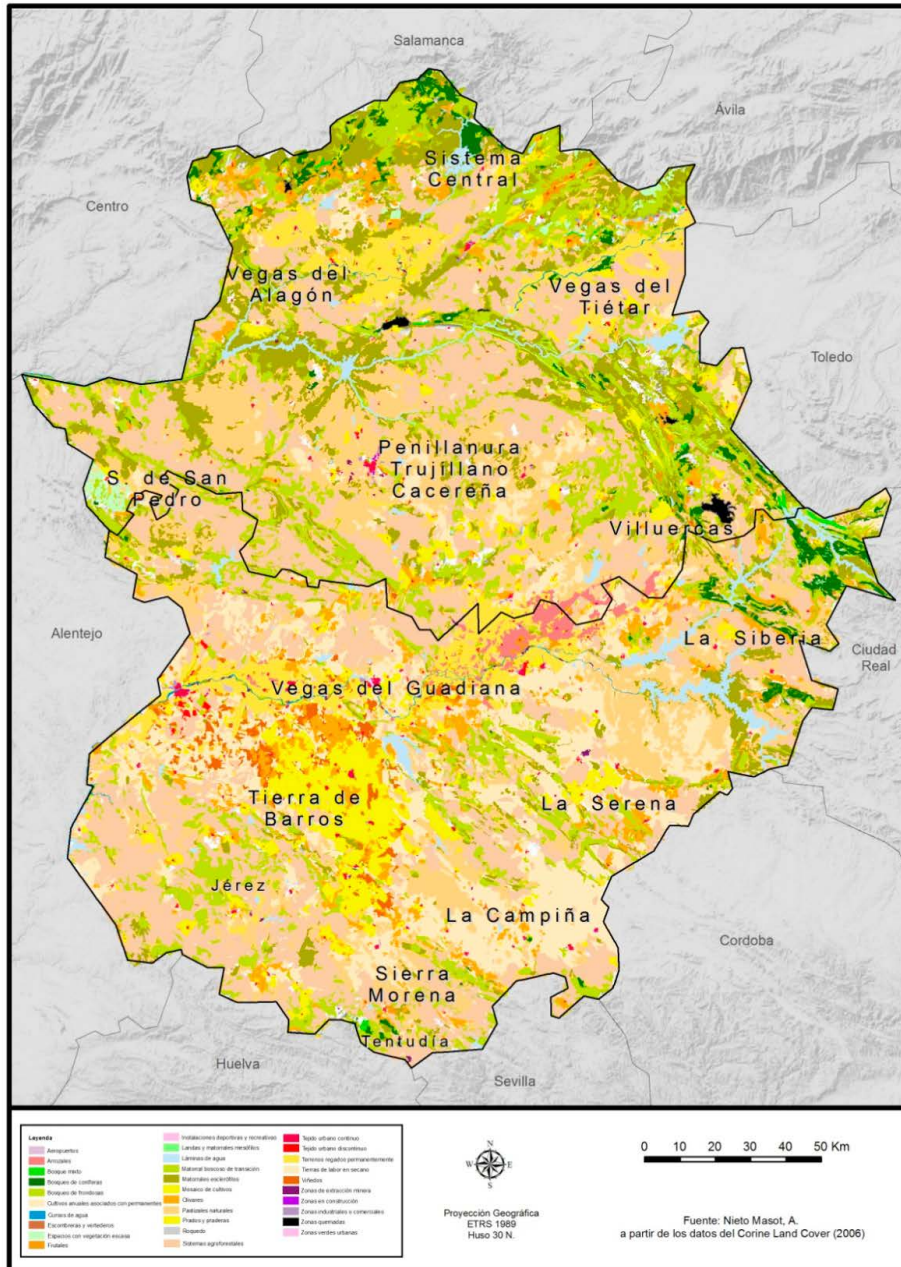 Salamanca
Ávila
Sistema
Central
Centro
Vegas del
Alagón
Vegas del
Tiétar
Toledo
Penillanura
Trujillano
Cacereña
S. de San
Pedro
Villuercas
Alentejo
La Siberia
Ciudad
Real
Vegas del Guadiana
Tierra de
Barros
La Serena
Jérez
La Campiña
Cordoba
Sierra
Morena
Tentudía
Huelva
Sevilla
Leyenda
Aeropuertos
Arrozales
Bosque mixto
Bosques de coníferas
Bosques de frondosas
Cultivos anuales asociados con permanentes
Cursos de agua
Escombreras y vertederos
Espacios con vegetación escasa
Frutales
Instalaciones deportivas y recreativas
Landas y matorrales mesófilos
Láminas de agua
Matorral boscoso de transición
Matorrales esclerófilos
Mosaico de cultivos
Olivares
Pastizales naturales
Prados y praderas
Roquedo
Sistemas agroforestales
Tejido urbano continuo
Tejido urbano discontinuo
Terrenos regados permanentemente
Tierras de labor en secano
Viñedos
Zonas de extracción minera
Zonas en construcción
Zonas industriales o comerciales
Zonas quemadas
Zonas verdes urbanas
N
W E
S
Proyección Geográfica
ETRS 1989
Huso 30 N.
0 10 20 30 40 50 Km
Fuente: Nieto Masot, A.
a partir de los datos del Corine Land Cover (2006)